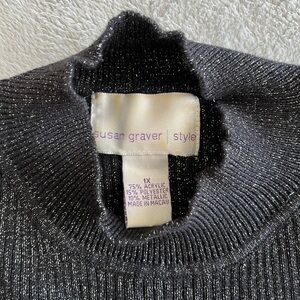 susan graver | style
1X
75% ACRYLIC
15% POLYESTER
10% METALLIC
MADE IN MACAU